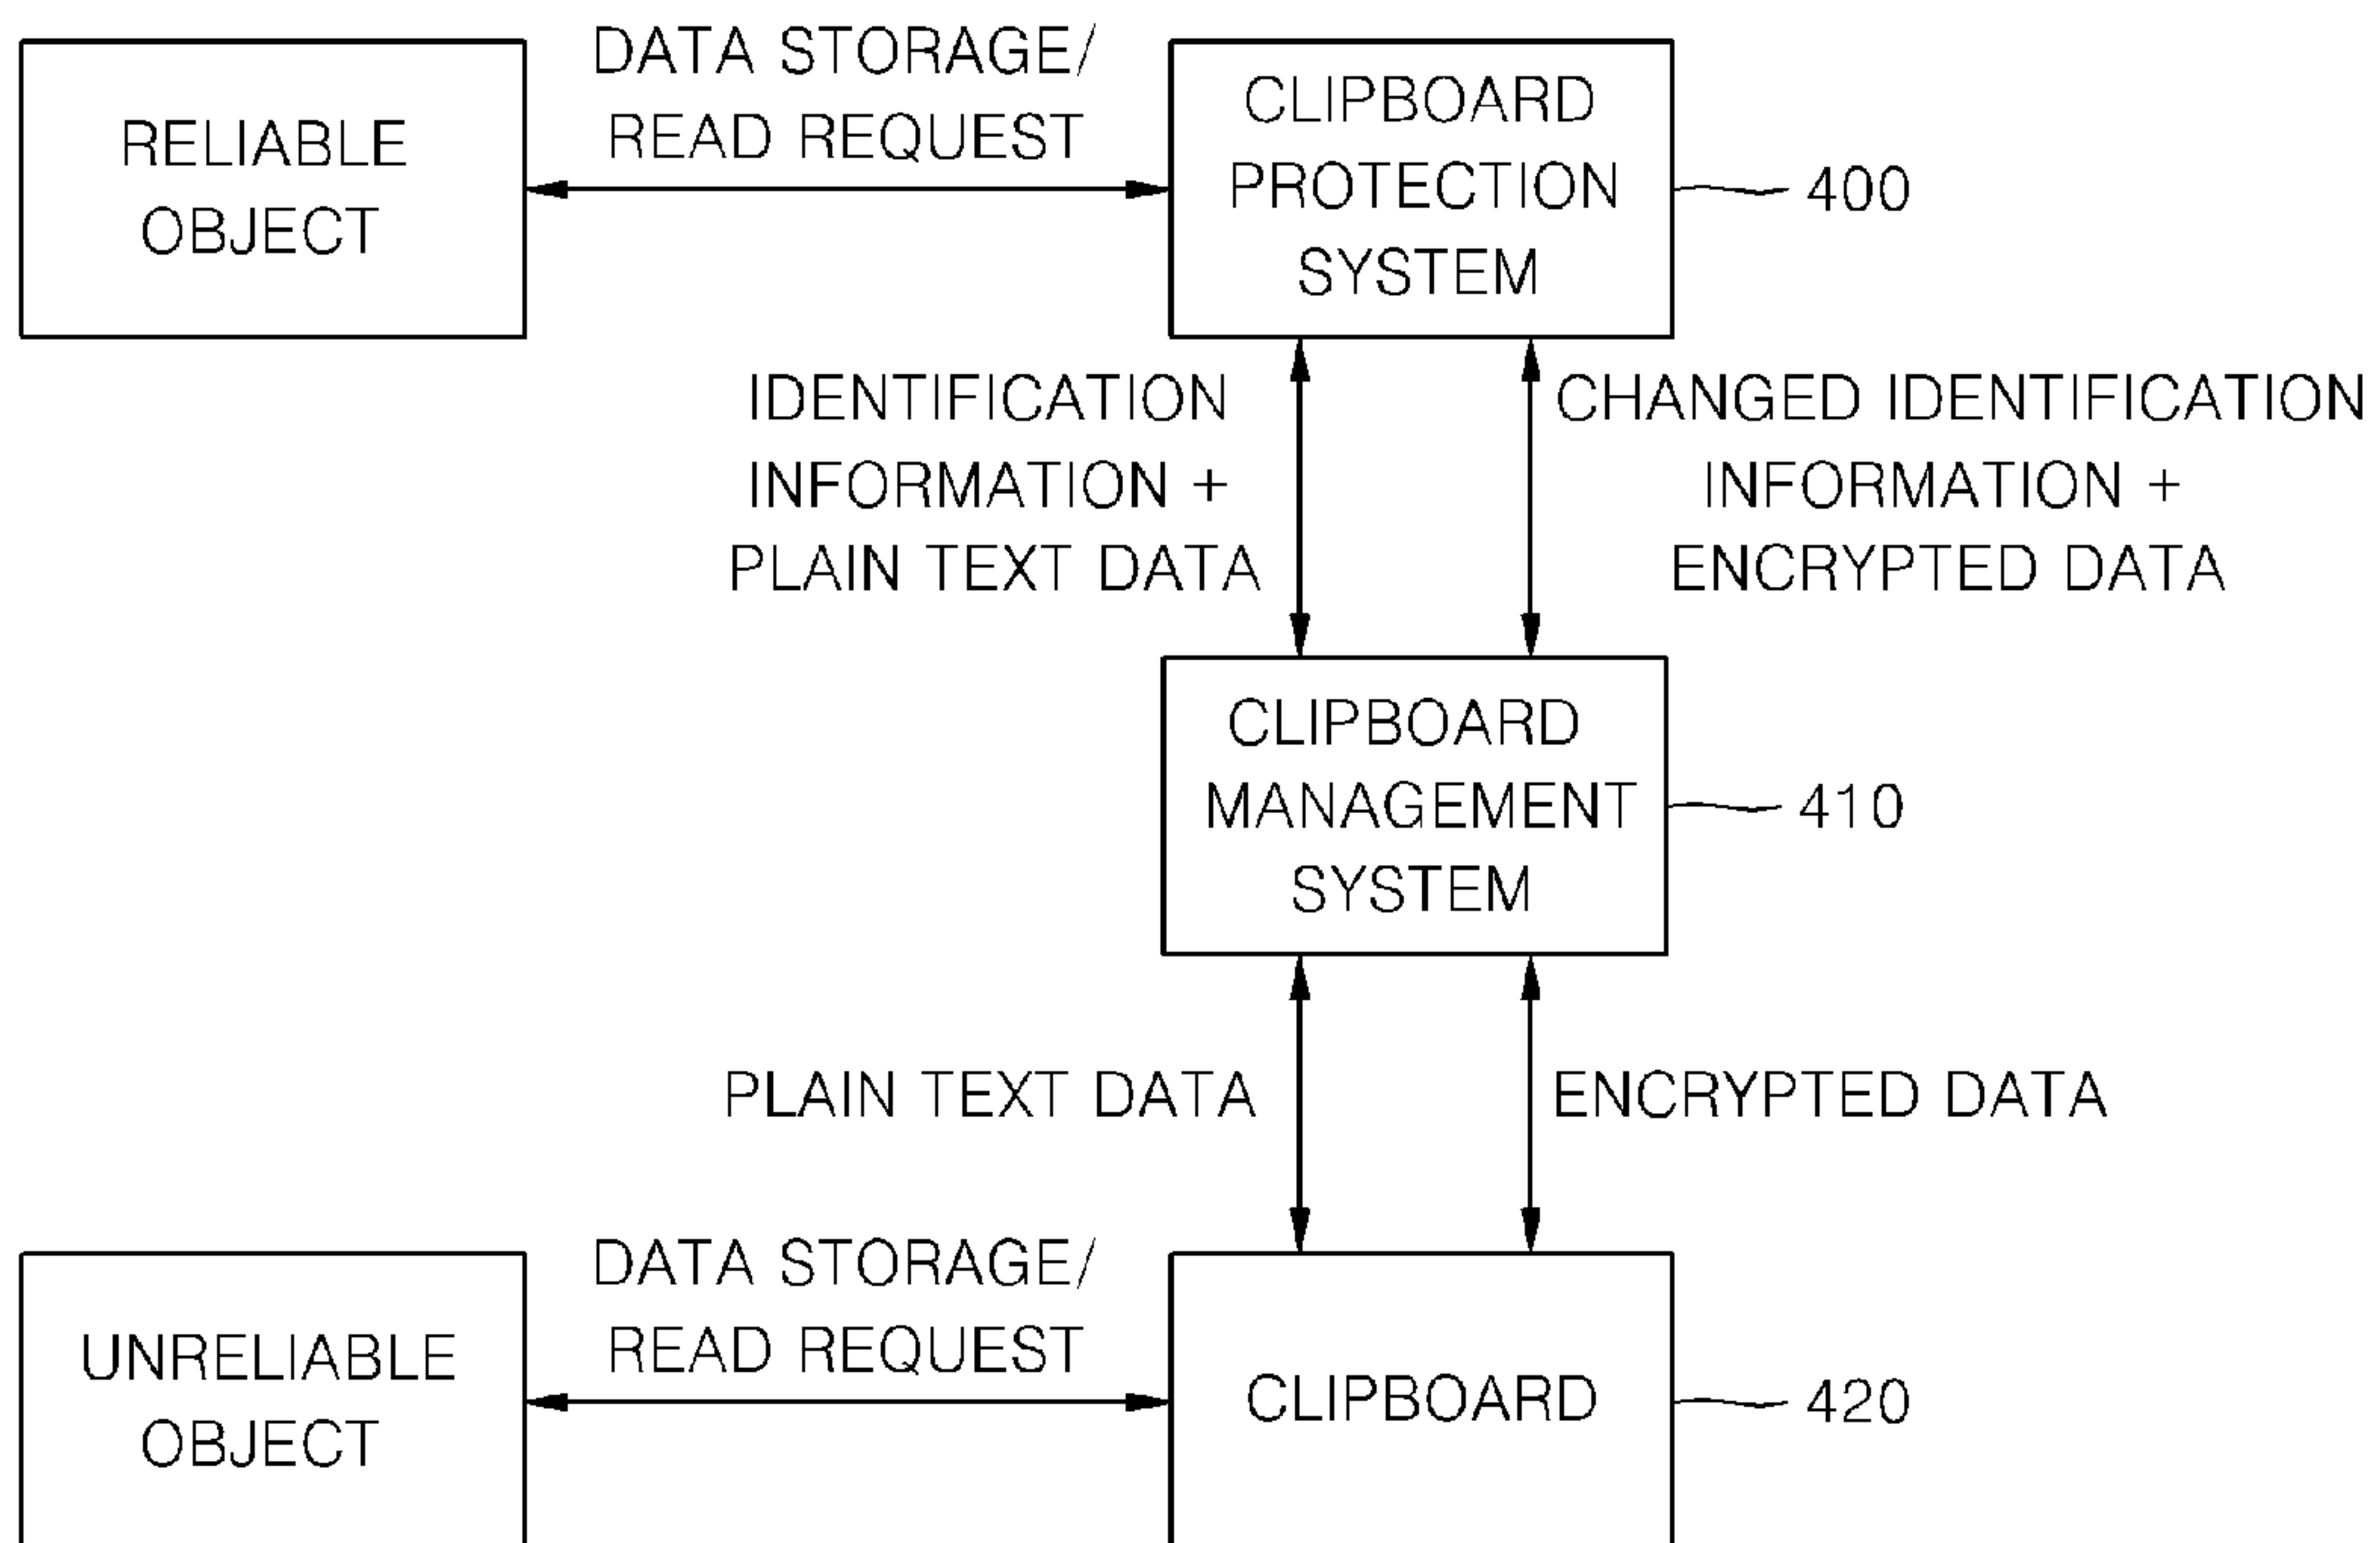 RELIABLE
OBJECT
DATA STORAGE/
READ REQUEST
CLIPBOARD
PROTECTION
SYSTEM
400
IDENTIFICATION
INFORMATION +
PLAIN TEXT DATA
CHANGED IDENTIFICATION
INFORMATION +
ENCRYPTED DATA
CLIPBOARD
MANAGEMENT
SYSTEM
410
PLAIN TEXT DATA
ENCRYPTED DATA
UNRELIABLE
OBJECT
DATA STORAGE/
READ REQUEST
CLIPBOARD
420